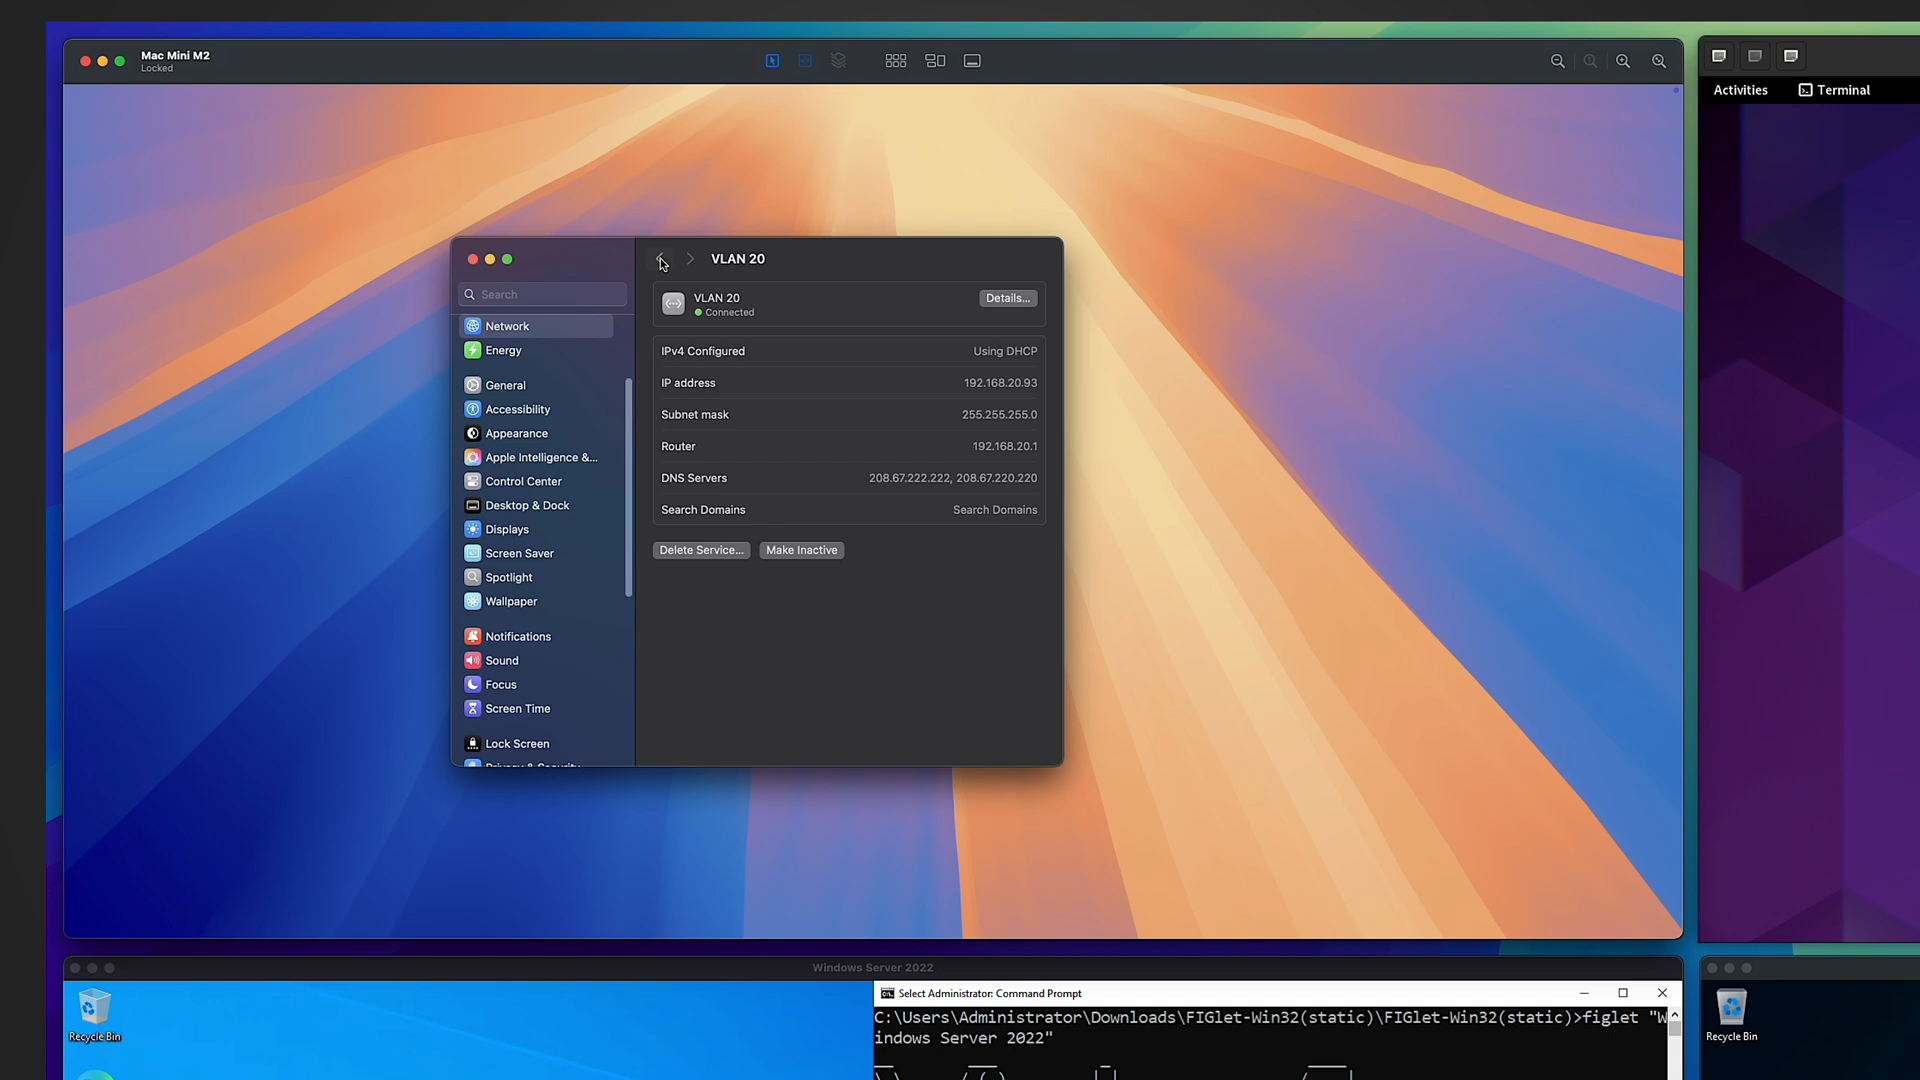 Mac Mini M2
Locked
Activities
Terminal
VLAN 20
Search
VLAN 20
Connected
Details...
Network
Energy
General
Accessibility
Appearance
Apple Intelligence &...
Control Center
Desktop & Dock
Displays
Screen Saver
Spotlight
Wallpaper
Notifications
Sound
Focus
Screen Time
Lock Screen
Privacy & Security
IPv4 Configured
Using DHCP
IP address
192.168.20.93
Subnet mask
255.255.255.0
Router
192.168.20.1
DNS Servers
208.67.222.222, 208.67.220.220
Search Domains
Search Domains
Delete Service...
Make Inactive
Windows Server 2022
Recycle Bin
Select Administrator: Command Prompt
C:\Users\Administrator\Downloads\FIGlet-Win32(static)\FIGlet-Win32(static)>figlet "W
indows Server 2022"
Recycle Bin